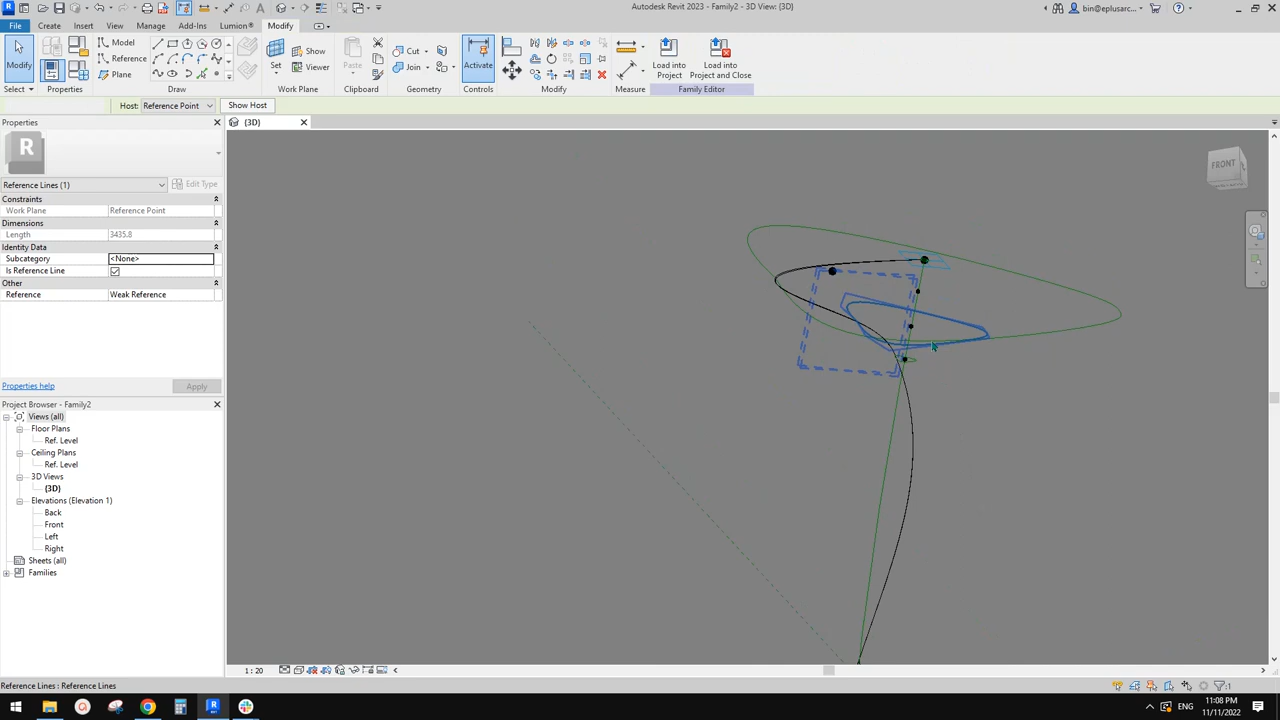 Autodesk Revit 2023 - Family2 - 3D View: {3D}
bin@eplusarc...
File Create Insert View Manage Add-Ins Lumion® Modify
Modify
Select
Properties
Model
Reference
Plane
Draw
Set
Show
Viewer
Work Plane
Paste
Clipboard
Cut
Join
Geometry
Activate
Controls
Modify
Measure
Load into
Project
Load into
Project and Close
Family Editor
Host: Reference Point Show Host
Properties
(3D)
R
FRONT
Reference Lines (1) Edit Type
Constraints
Work Plane Reference Point
Dimensions
Length 3435.8
Identity Data
Subcategory <None>
Is Reference Line
Other
Reference Weak Reference
Properties help Apply
Project Browser - Family2
Views (all)
Floor Plans
Ref. Level
Ceiling Plans
Ref. Level
3D Views
(3D)
Elevations (Elevation 1)
Back
Front
Left
Right
Sheets (all)
Families
1 : 20
Reference Lines : Reference Lines
:1
ENG
11:08 PM
11/11/2022